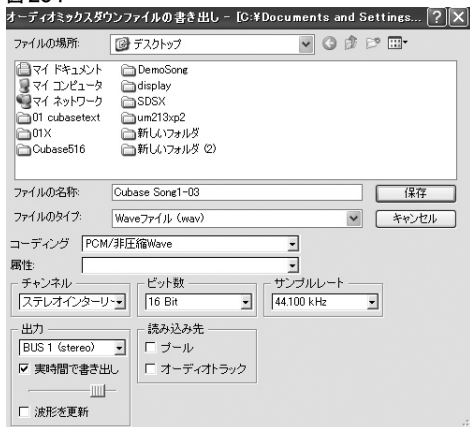 オーディオミックスダウンファイルの書き出し - [C:¥Documents and Settings...
ファイルの場所: デスクトップ
マイ ドキュメント DemoSong
マイ コンピュータ display
マイ ネットワーク SDSX
01 cubasetext um213xp2
01X 新しいフォルダ
Cubase516 新しいフォルダ (2)
ファイルの名称: Cubase Song1-03 保存
ファイルのタイプ: Waveファイル (wav) キャンセル
コーディング PCM/非圧縮Wave
属性:
チャンネル ビット数 サンプルレート
ステレオインターリー 16 Bit 44.100 kHz
出力 読み込み先
BUS 1 (stereo) プール
実時間で書き出し オーディオトラック
波形を更新